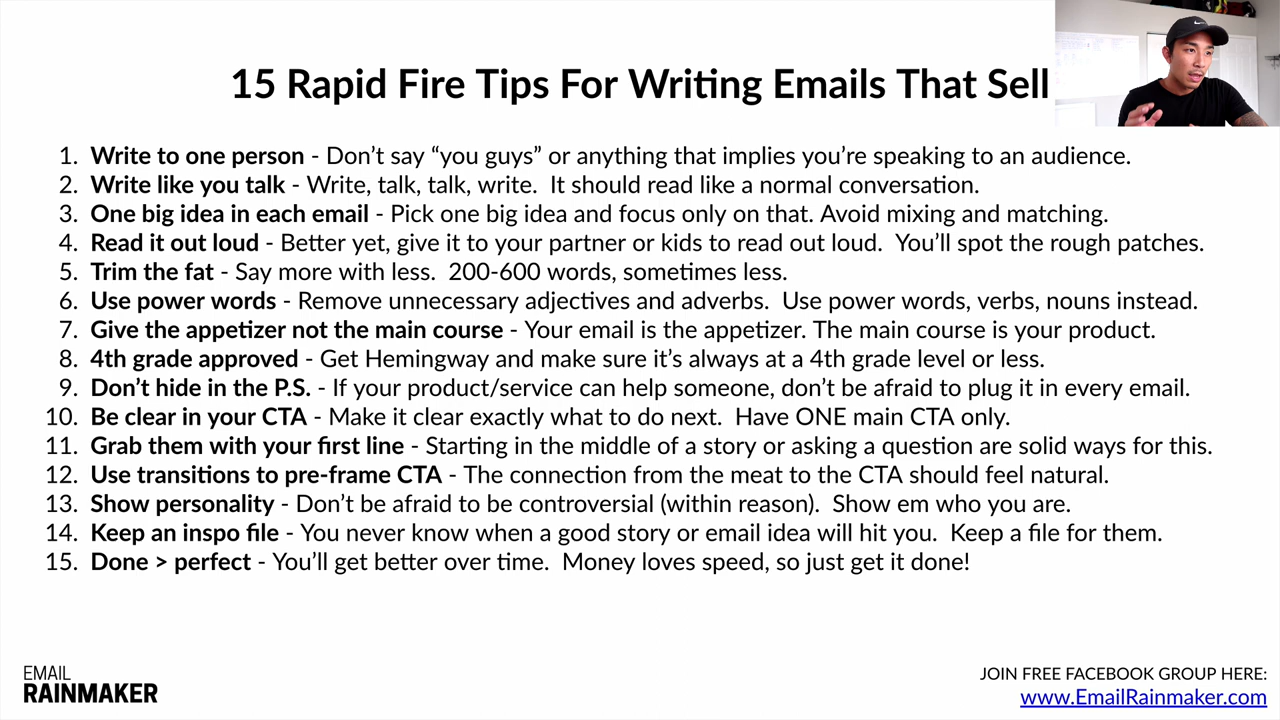 15 Rapid Fire Tips For Writing Emails That Sell
1. Write to one person - Don’t say “you guys” or anything that implies you’re speaking to an audience.
2. Write like you talk - Write, talk, talk, write.  It should read like a normal conversation.
3. One big idea in each email - Pick one big idea and focus only on that. Avoid mixing and matching.
4. Read it out loud - Better yet, give it to your partner or kids to read out loud.  You’ll spot the rough patches.
5. Trim the fat - Say more with less.  200-600 words, sometimes less.
6. Use power words - Remove unnecessary adjectives and adverbs.  Use power words, verbs, nouns instead.
7. Give the appetizer not the main course - Your email is the appetizer. The main course is your product.
8. 4th grade approved - Get Hemingway and make sure it’s always at a 4th grade level or less.
9. Don’t hide in the P.S. - If your product/service can help someone, don’t be afraid to plug it in every email.
10. Be clear in your CTA - Make it clear exactly what to do next.  Have ONE main CTA only.
11. Grab them with your first line - Starting in the middle of a story or asking a question are solid ways for this.
12. Use transitions to pre-frame CTA - The connection from the meat to the CTA should feel natural.
13. Show personality - Don’t be afraid to be controversial (within reason).  Show em who you are.
14. Keep an inspo file - You never know when a good story or email idea will hit you.  Keep a file for them.
15. Done > perfect - You’ll get better over time.  Money loves speed, so just get it done!
EMAIL
RAINMAKER
JOIN FREE FACEBOOK GROUP HERE:
www.EmailRainmaker.com